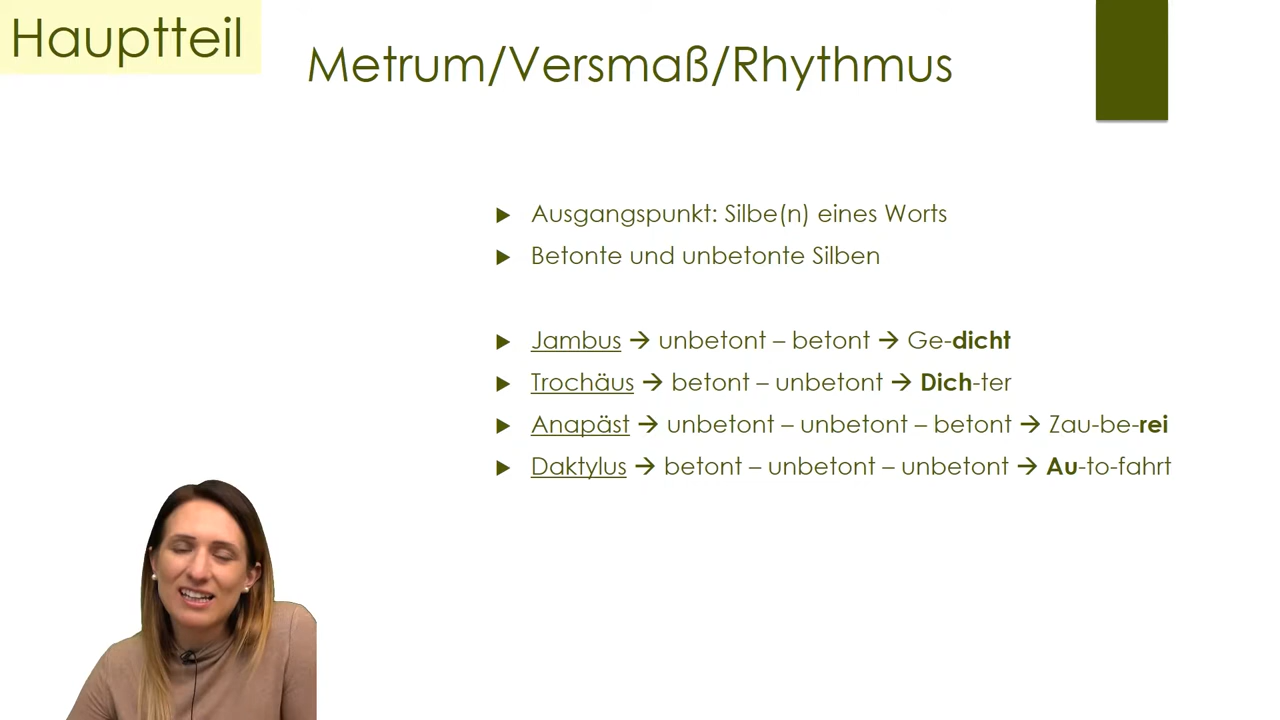 Hauptteil
Metrum/Versmaß/Rhythmus
▶ Ausgangspunkt: Silbe(n) eines Worts
▶ Betonte und unbetonte Silben
▶ Jambus → unbetont – betont → Ge-dicht
▶ Trochäus → betont – unbetont → Dich-ter
▶ Anapäst → unbetont – unbetont – betont → Zau-be-rei
▶ Daktylus → betont – unbetont – unbetont → Au-to-fahrt